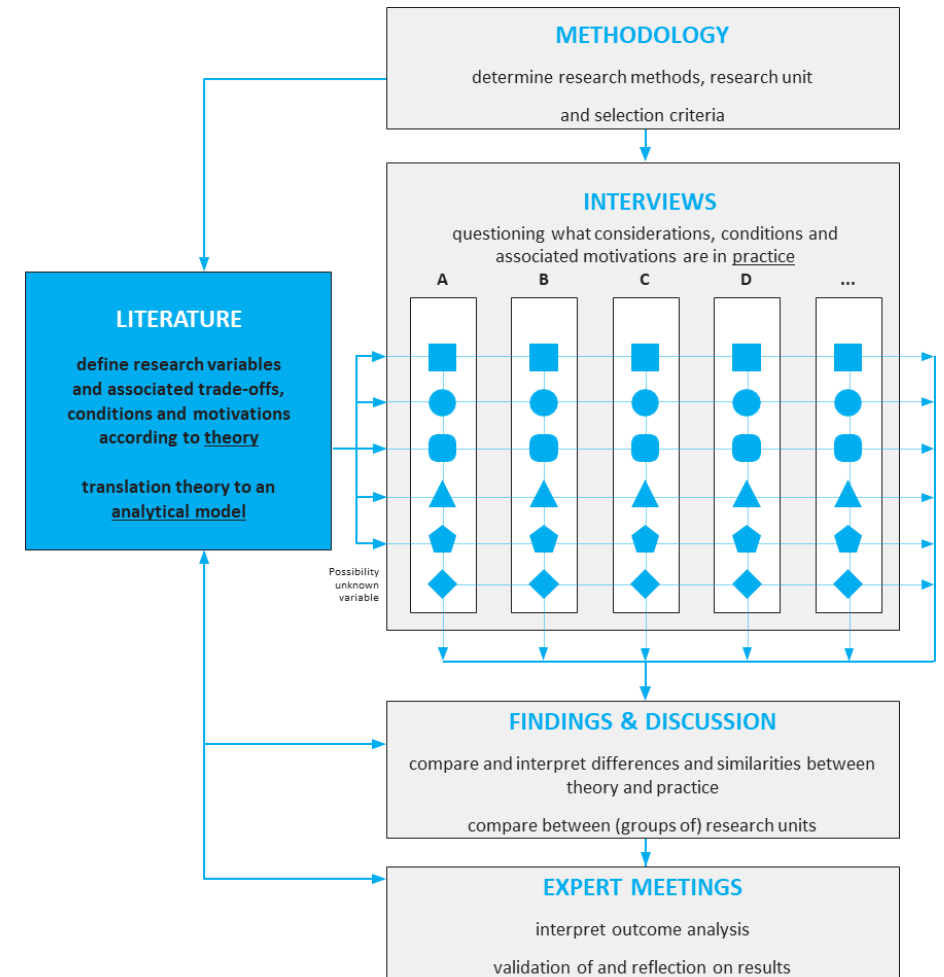 METHODOLOGY
determine research methods, research unit
and selection criteria
INTERVIEWS
questioning what considerations, conditions and
associated motivations are in practice
A B C D ...
LITERATURE
define research variables
and associated trade-offs,
conditions and motivations
according to theory
translation theory to an
analytical model
Possibility
unknown
variable
FINDINGS & DISCUSSION
compare and interpret differences and similarities between
theory and practice
compare between (groups of) research units
EXPERT MEETINGS
interpret outcome analysis
validation of and reflection on results